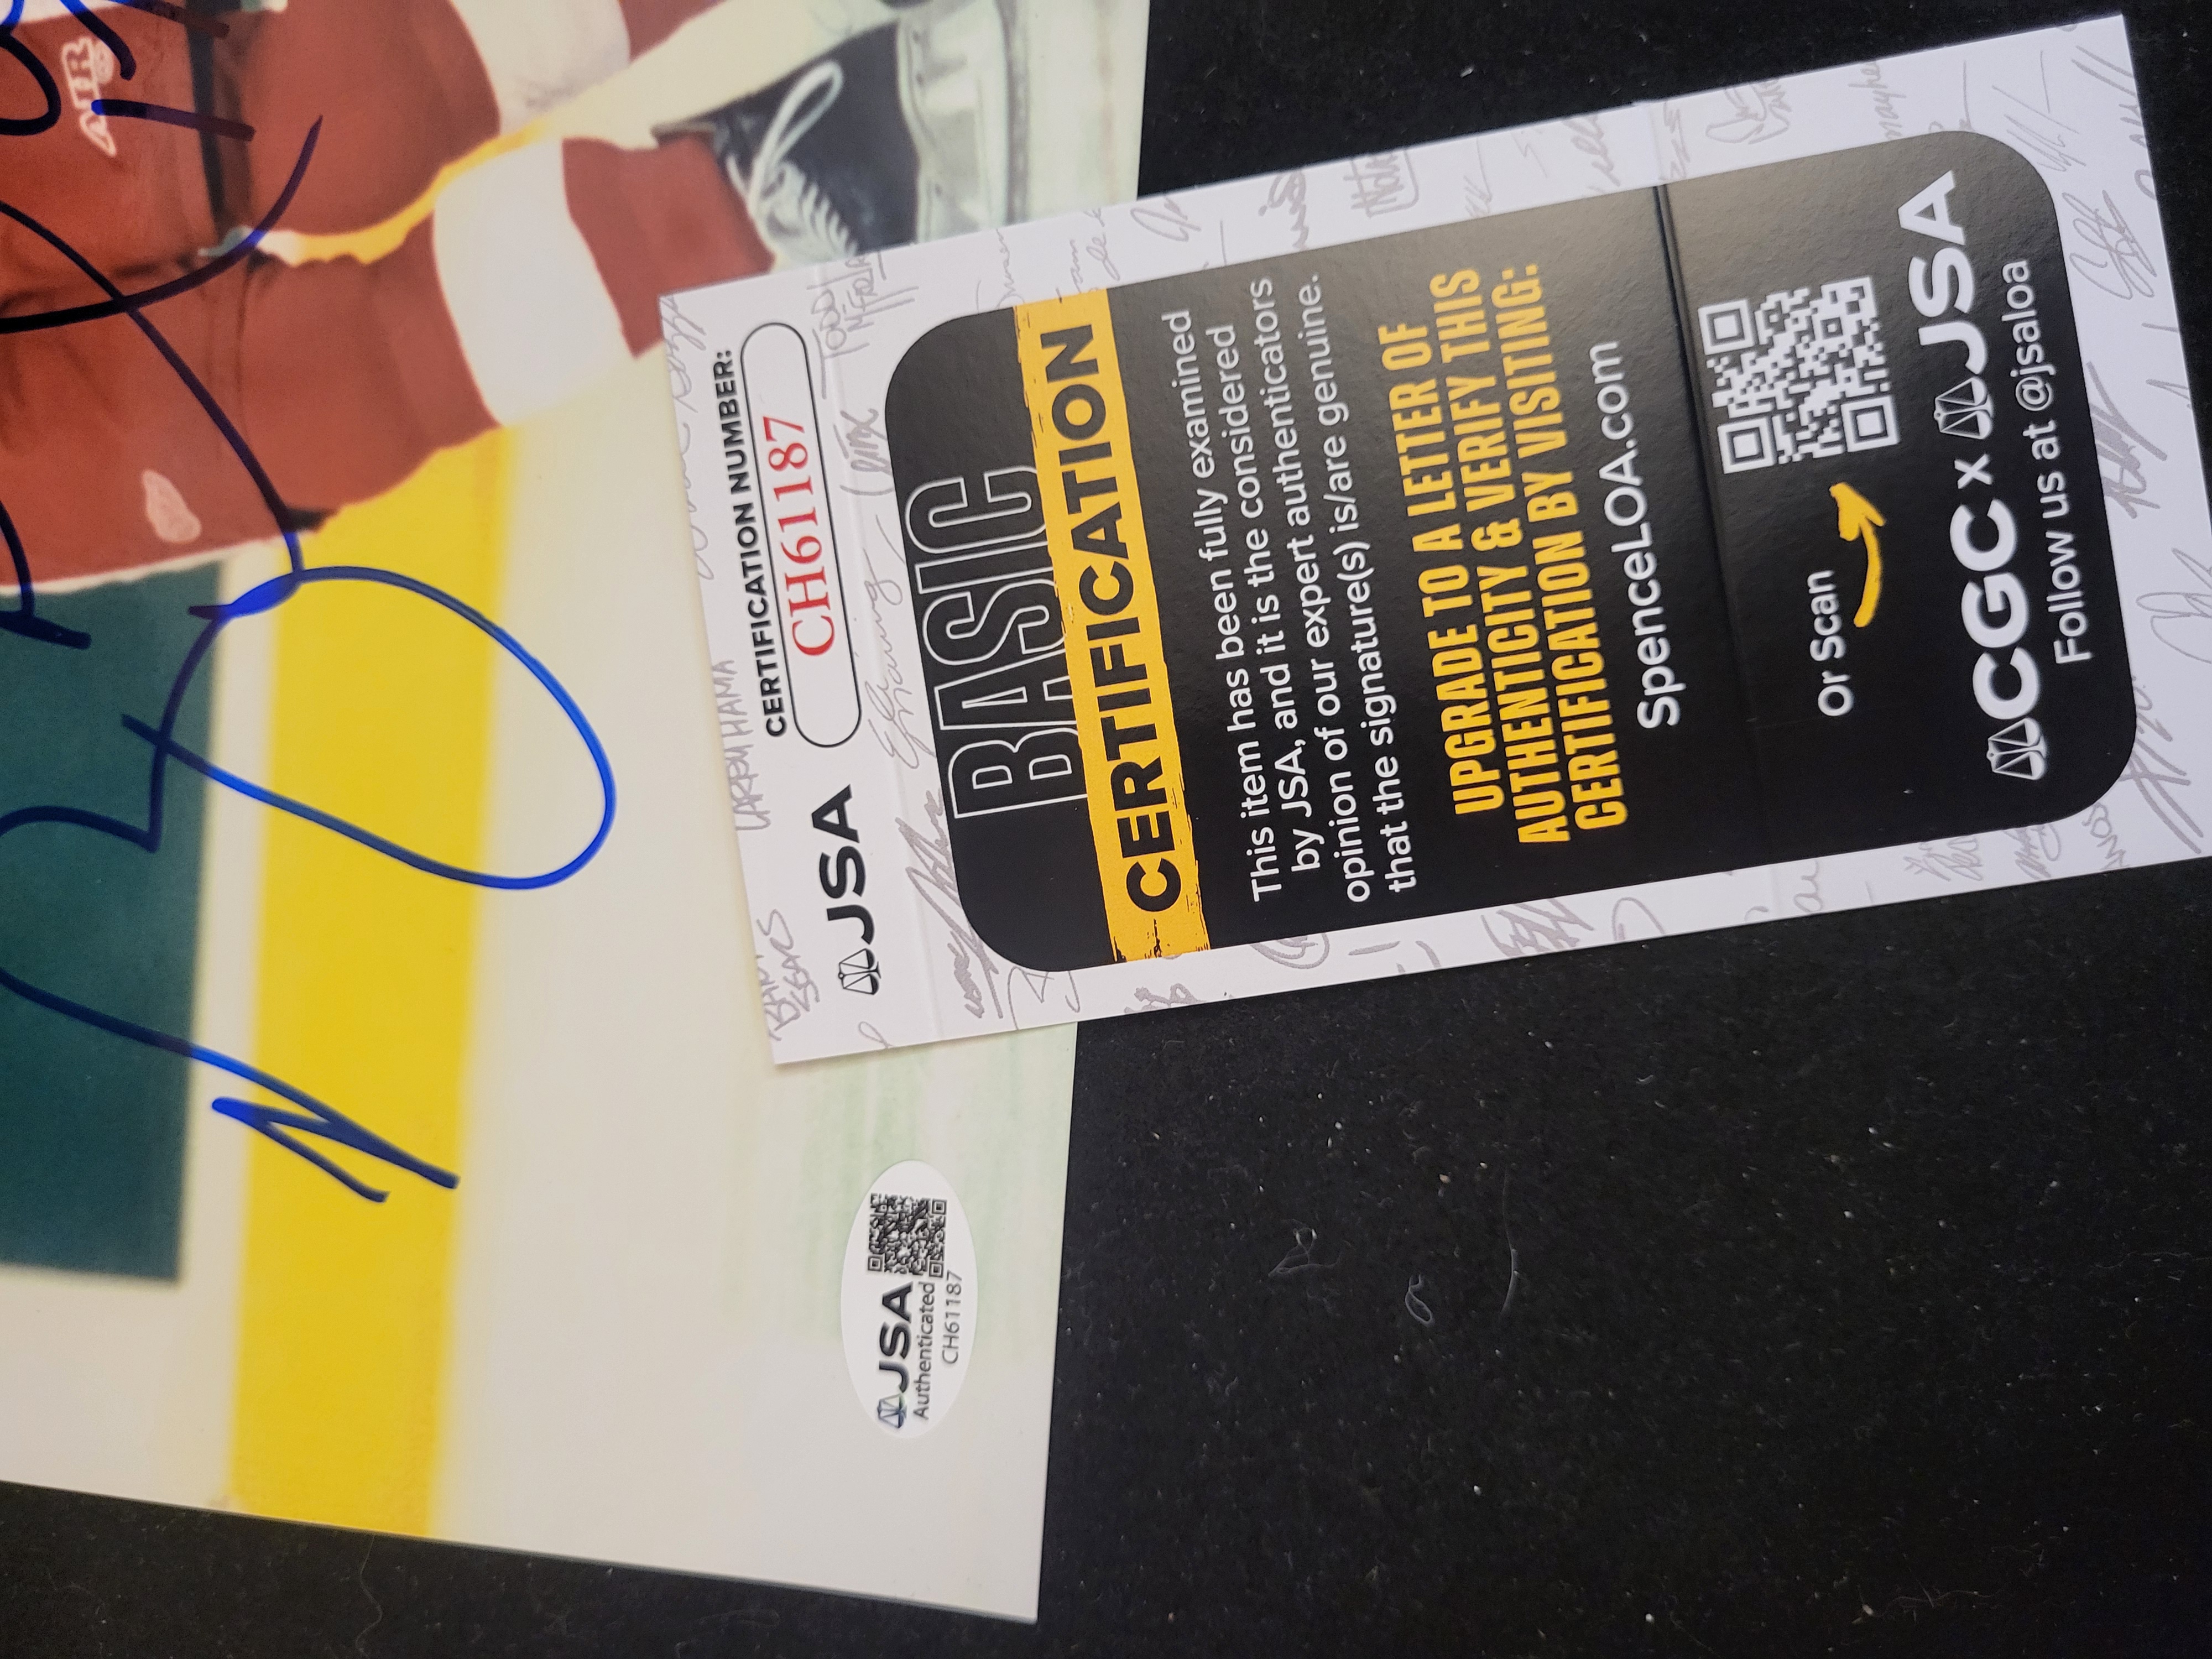 CERTIFICATION NUMBER:
JSA
CH61187
BASIC
CERTIFICATION
This item has been fully examined
by JSA, and it is the considered
opinion of our expert authenticators
that the signature(s) is/are genuine.
UPGRADE TO A LETTER OF
AUTHENTICITY & VERIFY THIS
CERTIFICATION BY VISITING:
SpenceLOA.com
Or Scan
CGC x JSA
Follow us at @jsaloa
JSA
Authenticated
CH61187
AIR